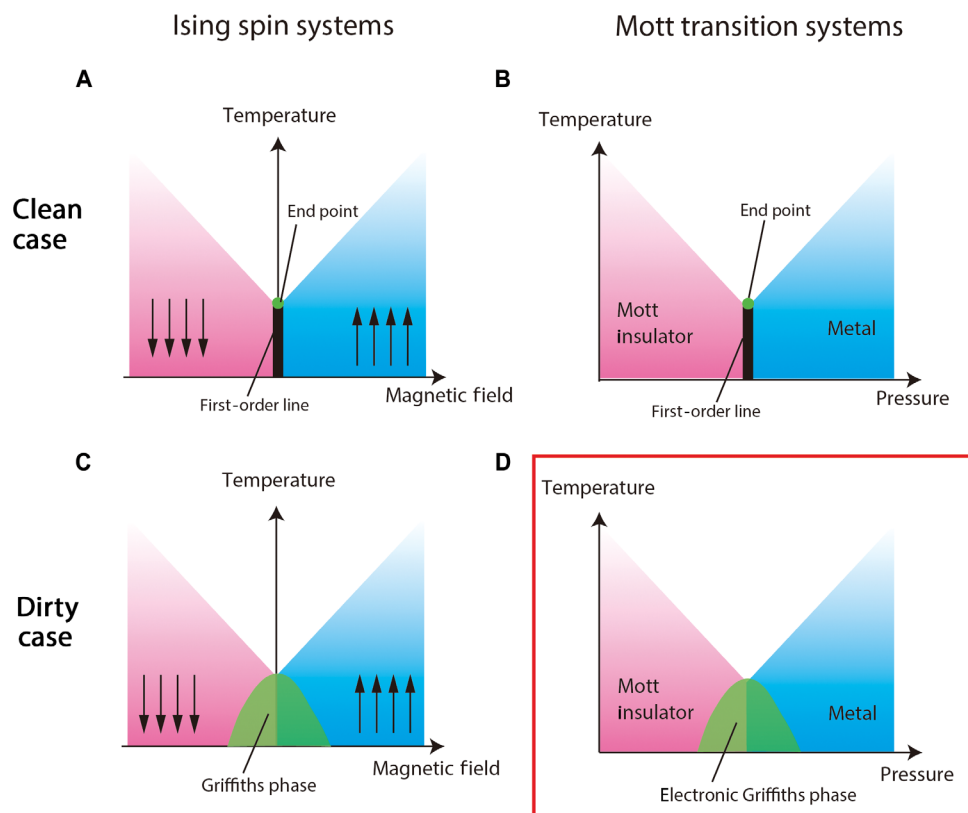 Ising spin systems
Mott transition systems
A
B
Temperature
Temperature
Clean
case
End point
End point
Mott
insulator
Metal
First-order line
Magnetic field
First-order line
Pressure
C
D
Temperature
Temperature
Dirty
case
Mott
insulator
Metal
Griffiths phase
Magnetic field
Electronic Griffiths phase
Pressure